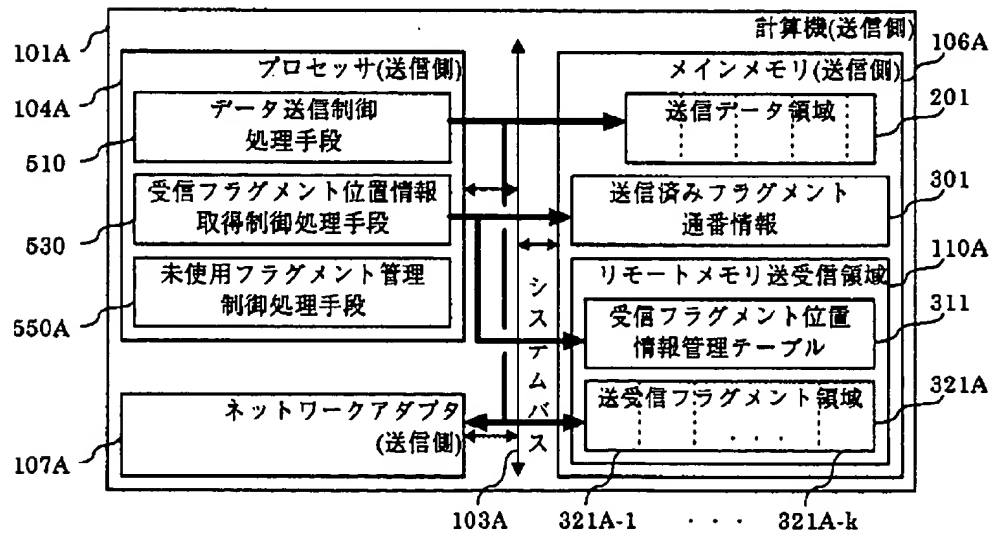 計算機(送信側)
101A
106A
プロセッサ(送信側)
メインメモリ(送信側)
104A
データ送信制御
処理手段
送信データ領域
201
510
受信フラグメント位置情報
取得制御処理手段
送信済みフラグメント
通番情報
301
530
110A
未使用フラグメント管理
制御処理手段
リモートメモリ送受信領域
550A
システムバス
受信フラグメント位置
情報管理テーブル
311
ネットワークアダプタ
(送信側)
送受信フラグメント領域
321A
. . .
107A
103A
321A-1
. . .
321A-k